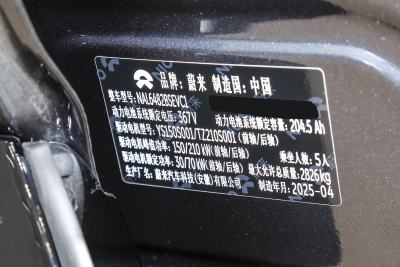 品牌：蔚来 制造国：中国
整车型号：NAL6482BSEVC1
动力电池系统额定电压：367V 动力电池系统额定容量：204.5 Ah
驱动电机型号：YS150S001/TZ210S001（前轴/后轴）
驱动电机峰值功率：150/210 kW（前轴/后轴） 乘坐人数：5人
驱动电机额定功率：30/70 kW（前轴/后轴） 最大允许总质量：2826kg
生产厂名：蔚来汽车科技（安徽）有限公司 制造年月：2025-04